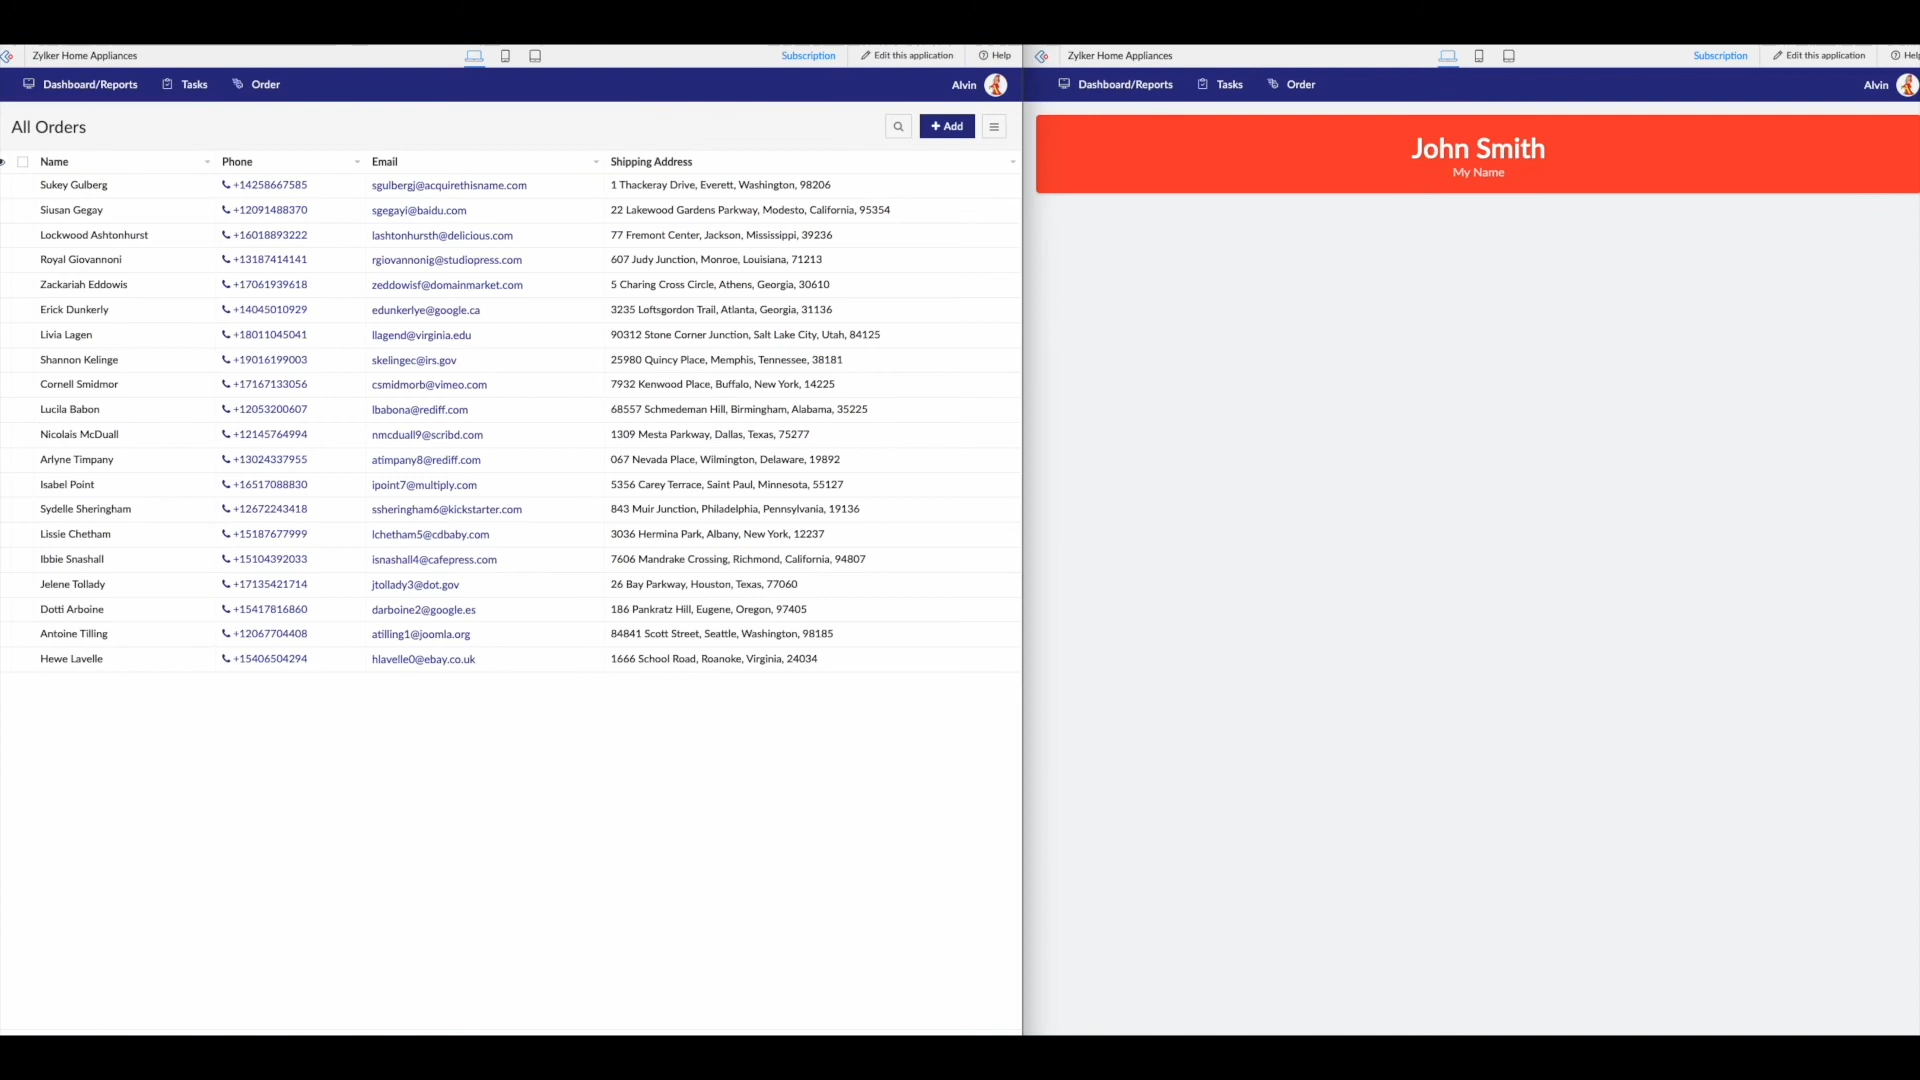 Zylker Home Appliances Subscription Edit this application Help
Dashboard/Reports Tasks Order Alvin
All Orders + Add
Name Phone Email Shipping Address
Sukey Gulberg +14258667585 sgulbergj@acquirethisname.com 1 Thackeray Drive, Everett, Washington, 98206
Siusan Gegay +12091488370 sgegayi@baidu.com 22 Lakewood Gardens Parkway, Modesto, California, 95354
Lockwood Ashtonhurst +16018893222 lashtonhursth@delicious.com 77 Fremont Center, Jackson, Mississippi, 39236
Royal Giovannoni +13187414141 rgiovannonig@studiopress.com 607 Judy Junction, Monroe, Louisiana, 71213
Zackariah Eddowis +17061939618 zeddowisf@domainmarket.com 5 Charing Cross Circle, Athens, Georgia, 30610
Erick Dunkerly +14045010929 edunkerlye@google.ca 3235 Loftsgordon Trail, Atlanta, Georgia, 31136
Livia Lagen +18011045041 llagend@virginia.edu 90312 Stone Corner Junction, Salt Lake City, Utah, 84125
Shannon Kelinge +19016199003 skelingec@irs.gov 25980 Quincy Place, Memphis, Tennessee, 38181
Cornell Smidmor +17167133056 csmidmorb@vimeo.com 7932 Kenwood Place, Buffalo, New York, 14225
Lucila Babon +12053200607 lbabona@rediff.com 68557 Schmedeman Hill, Birmingham, Alabama, 35225
Nicolais McDuall +12145764994 nmcduall9@scribd.com 1309 Mesta Parkway, Dallas, Texas, 75277
Arlyne Timpany +13024337955 atimpany8@rediff.com 067 Nevada Place, Wilmington, Delaware, 19892
Isabel Point +16517088830 ipoint7@multiply.com 5356 Carey Terrace, Saint Paul, Minnesota, 55127
Sydelle Sheringham +12672243418 ssheringham6@kickstarter.com 843 Muir Junction, Philadelphia, Pennsylvania, 19136
Lissie Chetham +15187677999 lchetham5@cdbaby.com 3036 Hermina Park, Albany, New York, 12237
Ibbie Snashall +15104392033 isnashall4@cafepress.com 7606 Mandrake Crossing, Richmond, California, 94807
Jelene Tollady +17135421714 jtollady3@dot.gov 26 Bay Parkway, Houston, Texas, 77060
Dotti Arboine +15417816860 darboine2@google.es 186 Pankratz Hill, Eugene, Oregon, 97405
Antoine Tilling +12067704408 atilling1@joomla.org 84841 Scott Street, Seattle, Washington, 98185
Hewe Lavelle +15406504294 hlavelle0@ebay.co.uk 1666 School Road, Roanoke, Virginia, 24034
Zylker Home Appliances Subscription Edit this application Help
Dashboard/Reports Tasks Order Alvin
John Smith
My Name